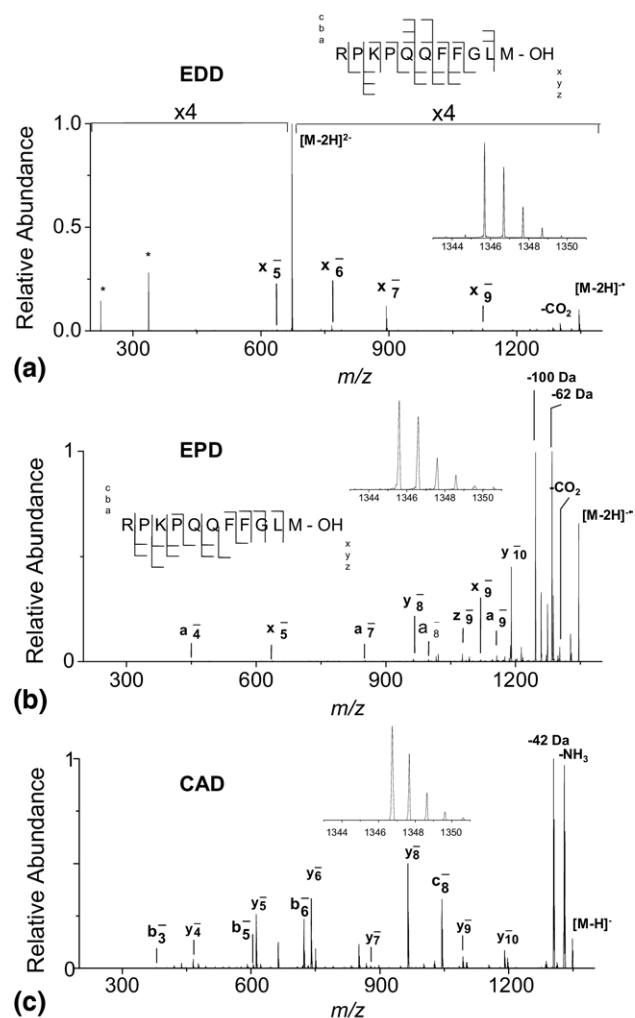 c
b
a
RPKPQQFFGLM-OH
x
y
z
EDD
x4
x4
1.0
0.5
0.0
Relative Abundance
[M-2H]2-
1344 1346 1348 1350
*
*
x5-
x6-
x7-
x9-
-CO2
[M-2H]-•
300 600 900 1200
m/z
(a)
-100 Da
-62 Da
1
0
Relative Abundance
EPD
1344 1346 1348 1350
c
b
a
RPKPQQFFGLM-OH
x
y
z
-CO2
[M-2H]-•
y10-
a4-
x5-
a7-
y8-
a8-
z9-
x9-
a9-
300 600 900 1200
m/z
(b)
-42 Da
-NH3
1
0
Relative Abundance
CAD
1344 1346 1348 1350
b3-
y4-
b5-
y5-
b6-
y6-
y7-
y8-
c8-
y9-
y10-
[M-H]-
300 600 900 1200
m/z
(c)